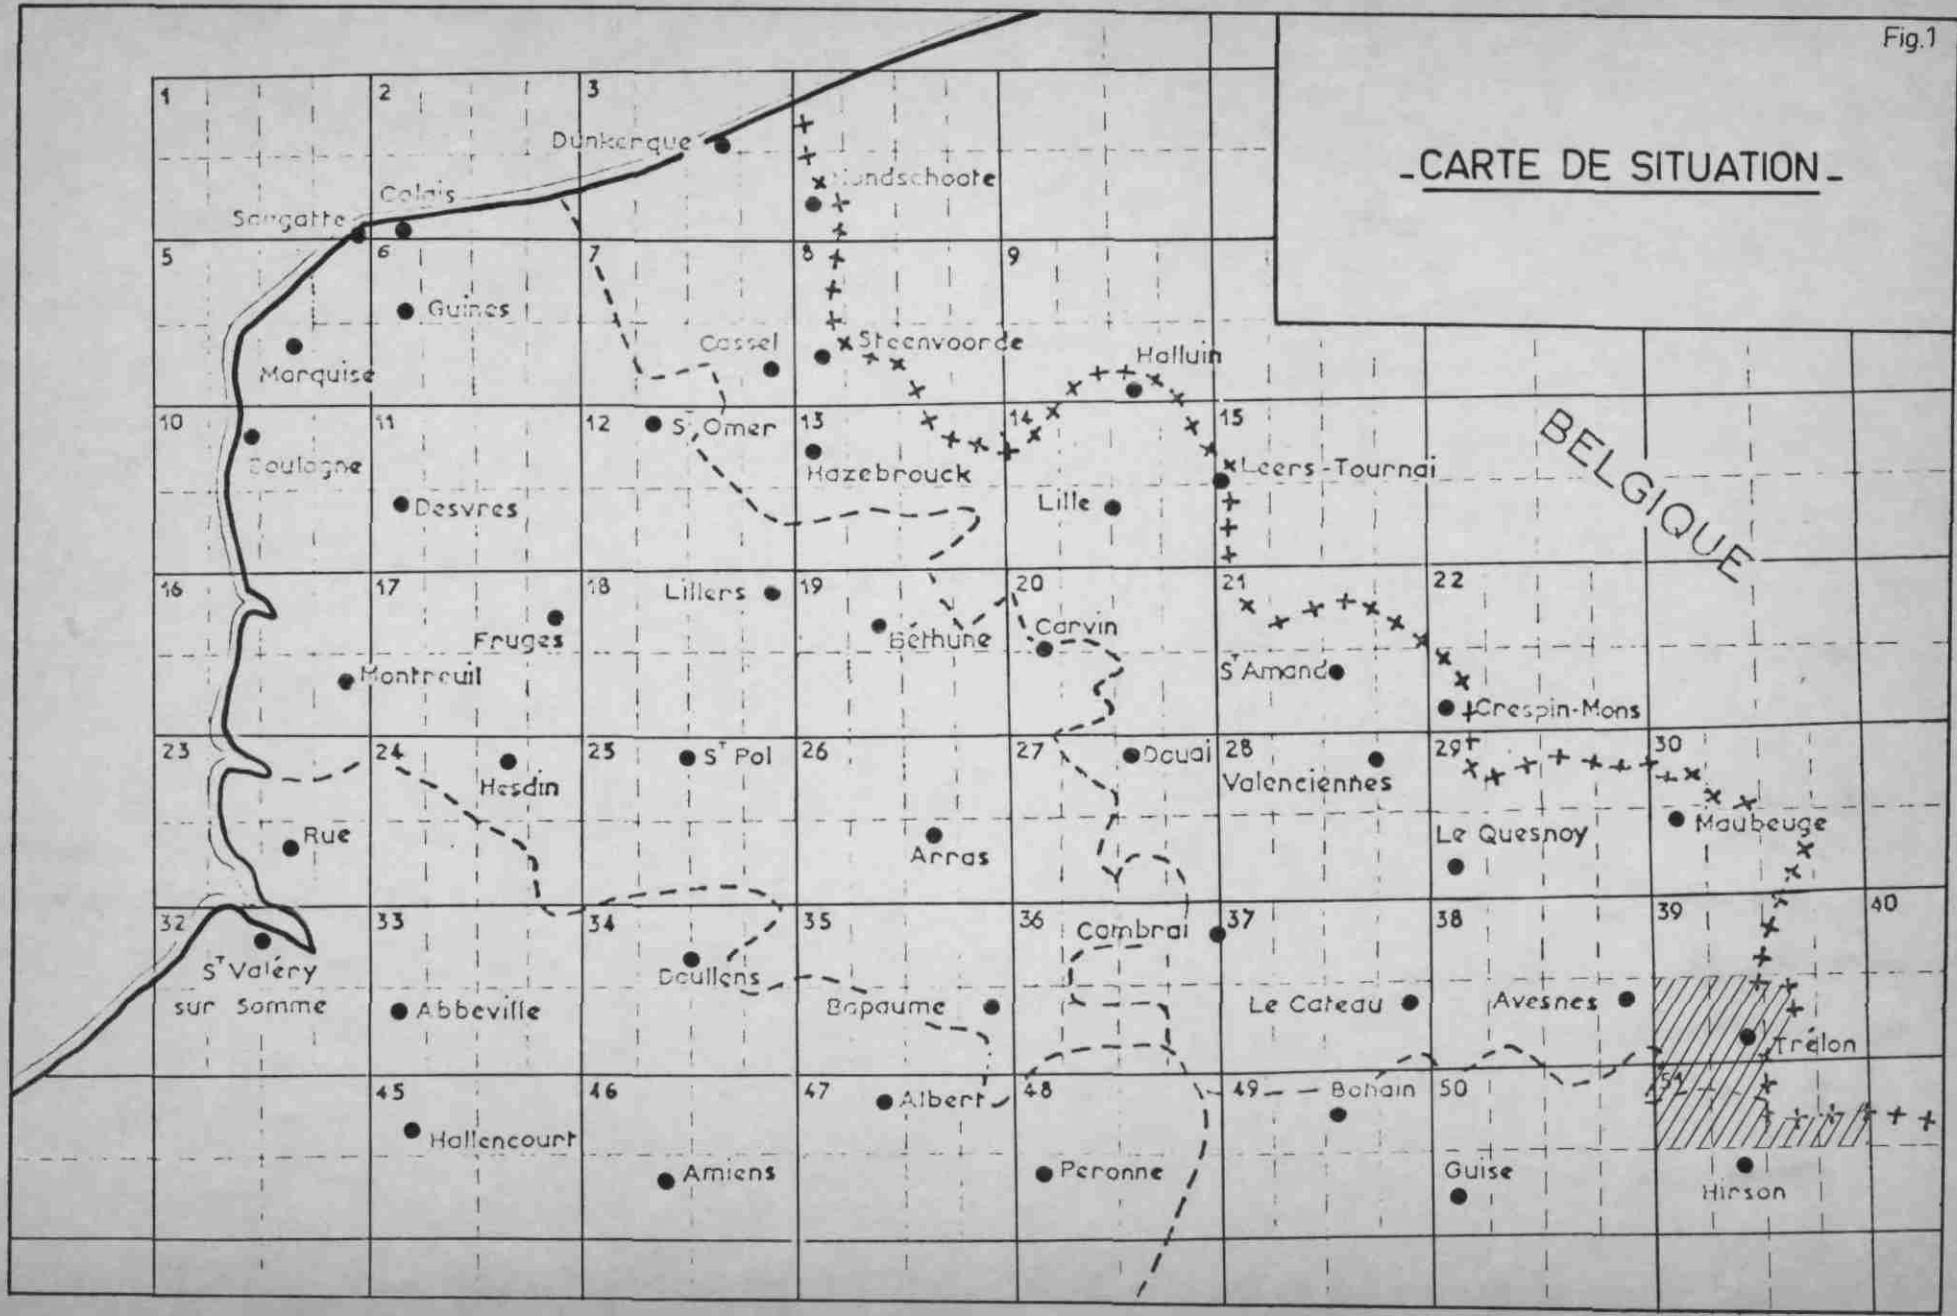 Fig.1
-CARTE DE SITUATION-
1
2
3
Dunkerque
Calais
Sangatte
Hondschoote
5
6
7
8
9
Guines
Marquise
Cassel
Steenvoorde
Halluin
BELGIQUE
10
11
12
13
14
15
Sᵀ Omer
Boulogne
Hazebrouck
Leers-Tournai
Desvres
Lille
16
17
18
19
20
21
22
Lillers
Fruges
Béthune
Carvin
Montreuil
Sᵀ Amand
Crespin-Mons
23
24
25
26
27
28
29
30
Sᵀ Pol
Douai
Valenciennes
Hesdin
Rue
Arras
Le Quesnoy
Maubeuge
32
33
34
35
36
37
38
39
40
Cambrai
Sᵀ Valéry
sur Somme
Doullens
Abbeville
Bapaume
Le Cateau
Avesnes
Trélon
45
46
47
48
49
50
51
Albert
Bohain
Hallencourt
Amiens
Peronne
Guise
Hirson